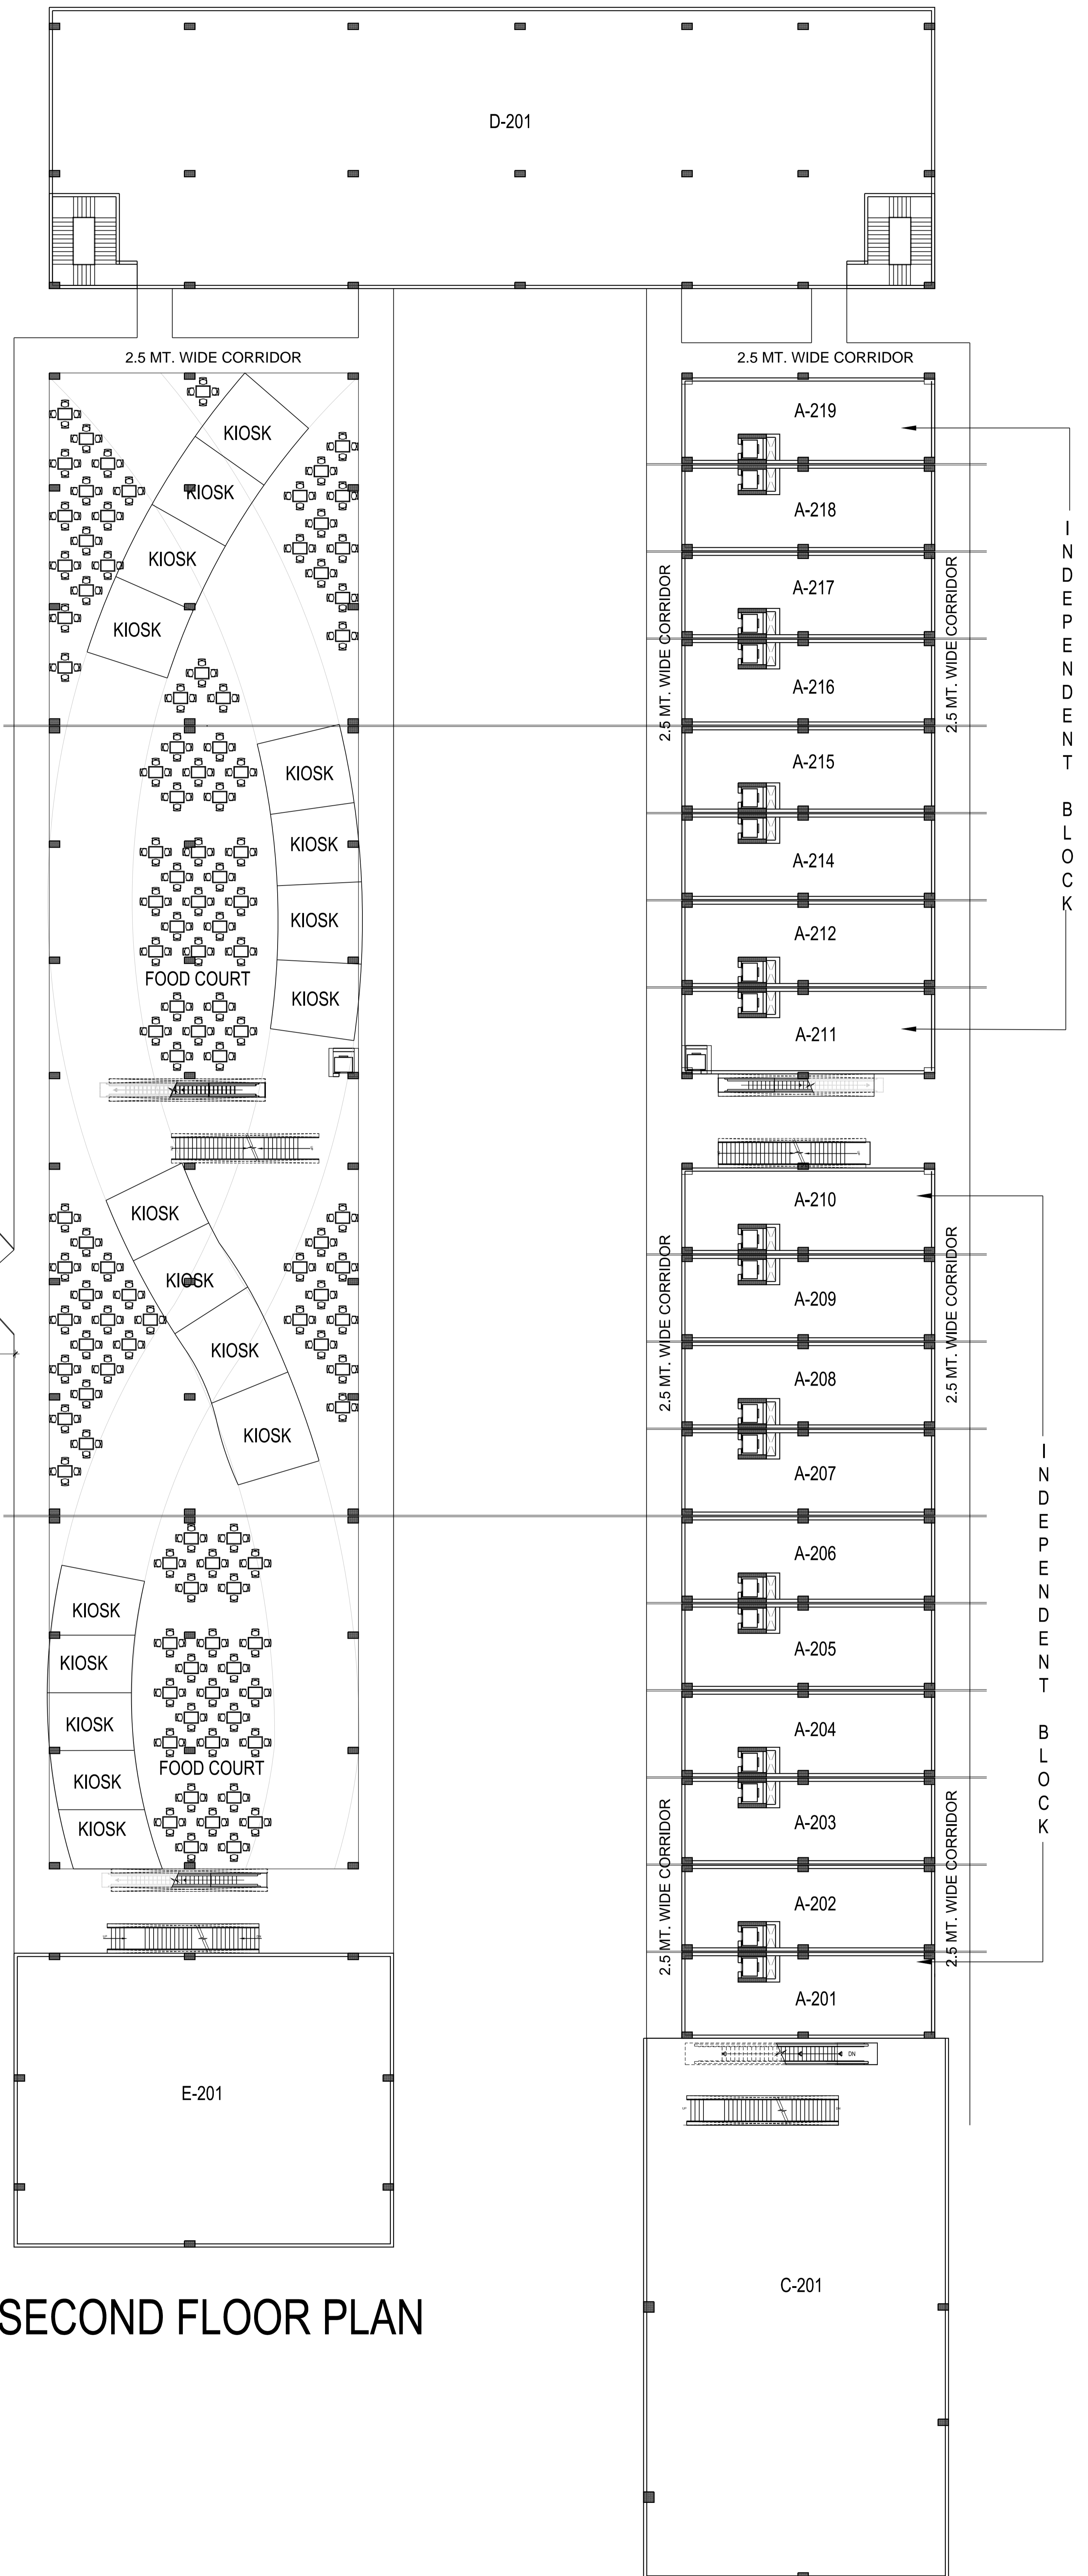 D-201
2.5 MT. WIDE CORRIDOR
2.5 MT. WIDE CORRIDOR
KIOSK
KIOSK
KIOSK
KIOSK
KIOSK
KIOSK
KIOSK
KIOSK
FOOD COURT
KIOSK
KIOSK
KIOSK
KIOSK
KIOSK
KIOSK
KIOSK
KIOSK
KIOSK
FOOD COURT
E-201
A-219
A-218
A-217
A-216
A-215
A-214
A-212
A-211
2.5 MT. WIDE CORRIDOR
2.5 MT. WIDE CORRIDOR
INDEPENDENT BLOCK
A-210
A-209
A-208
A-207
A-206
A-205
A-204
A-203
A-202
A-201
2.5 MT. WIDE CORRIDOR
2.5 MT. WIDE CORRIDOR
2.5 MT. WIDE CORRIDOR
2.5 MT. WIDE CORRIDOR
INDEPENDENT BLOCK
DN
C-201
SECOND FLOOR PLAN